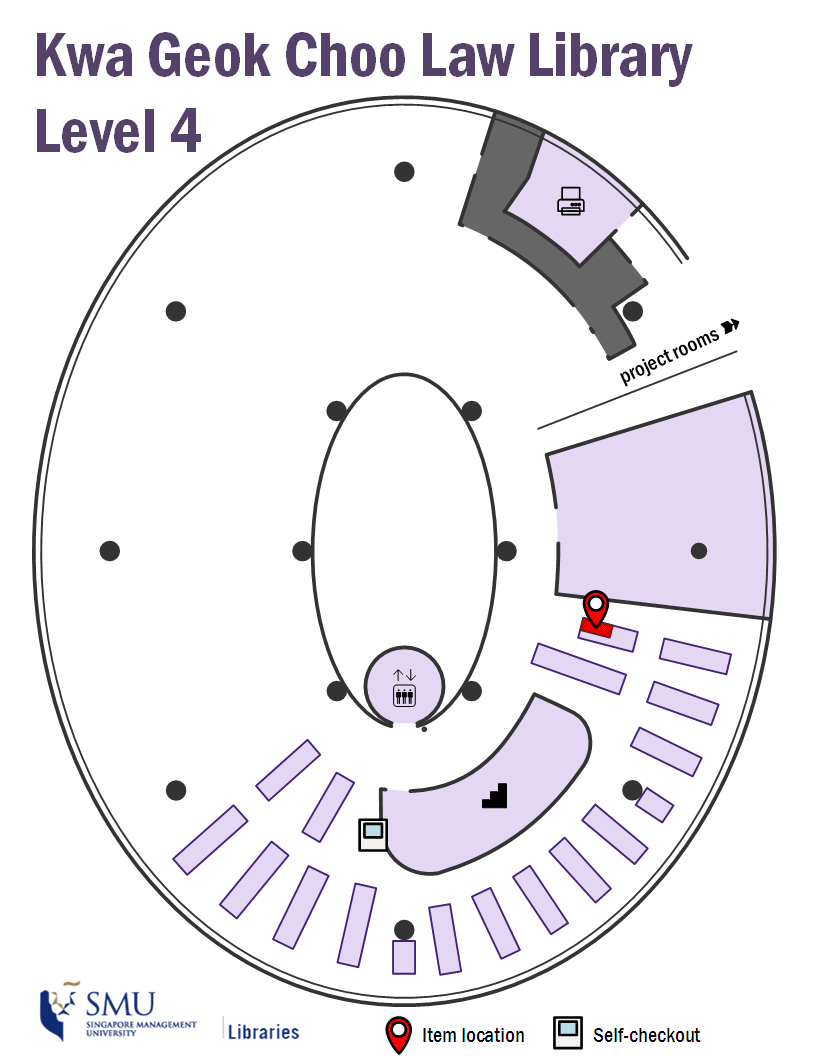 Kwa Geok Choo Law Library
Level 4
project rooms
SMU
SINGAPORE MANAGEMENT
UNIVERSITY
Libraries
Item location
Self-checkout